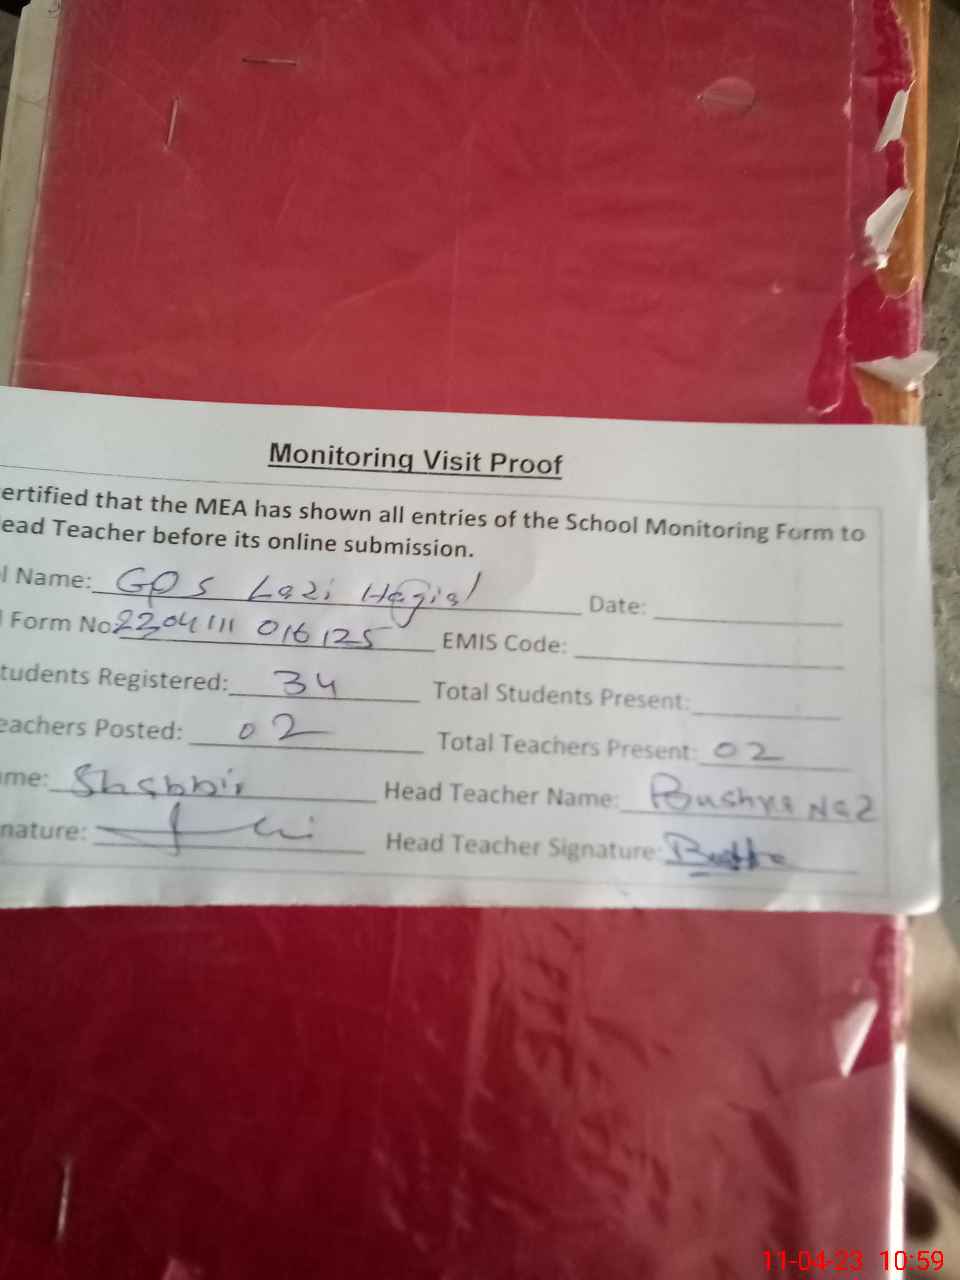 Monitoring Visit Proof
ertified that the MEA has shown all entries of the School Monitoring Form to
ead Teacher before its online submission.
l Name: GPS Lazi Hagial Date:
Form No: 2304111 016125 EMIS Code:
tudents Registered: 34 Total Students Present:
eachers Posted: 02 Total Teachers Present: 02
me: Shabbir Head Teacher Name: Bushra Naz
nature: Head Teacher Signature:
11-04-23 10:59